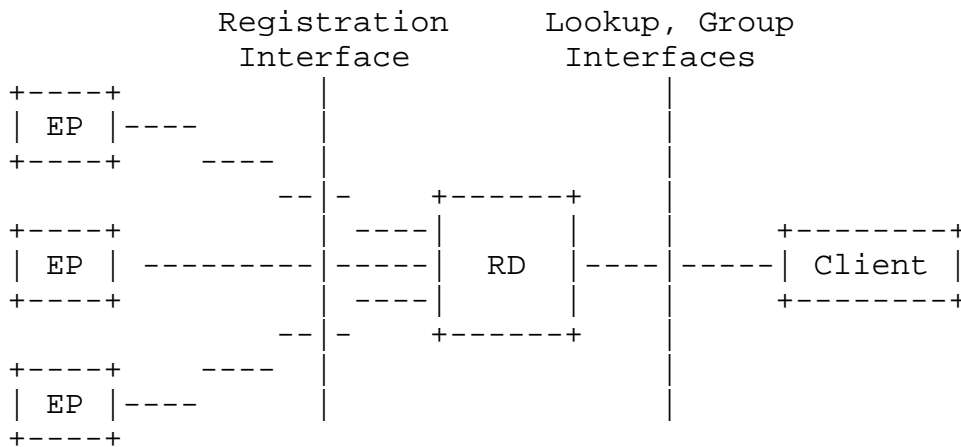 Registration Lookup, Group
Interface Interfaces
EP
EP RD Client
EP